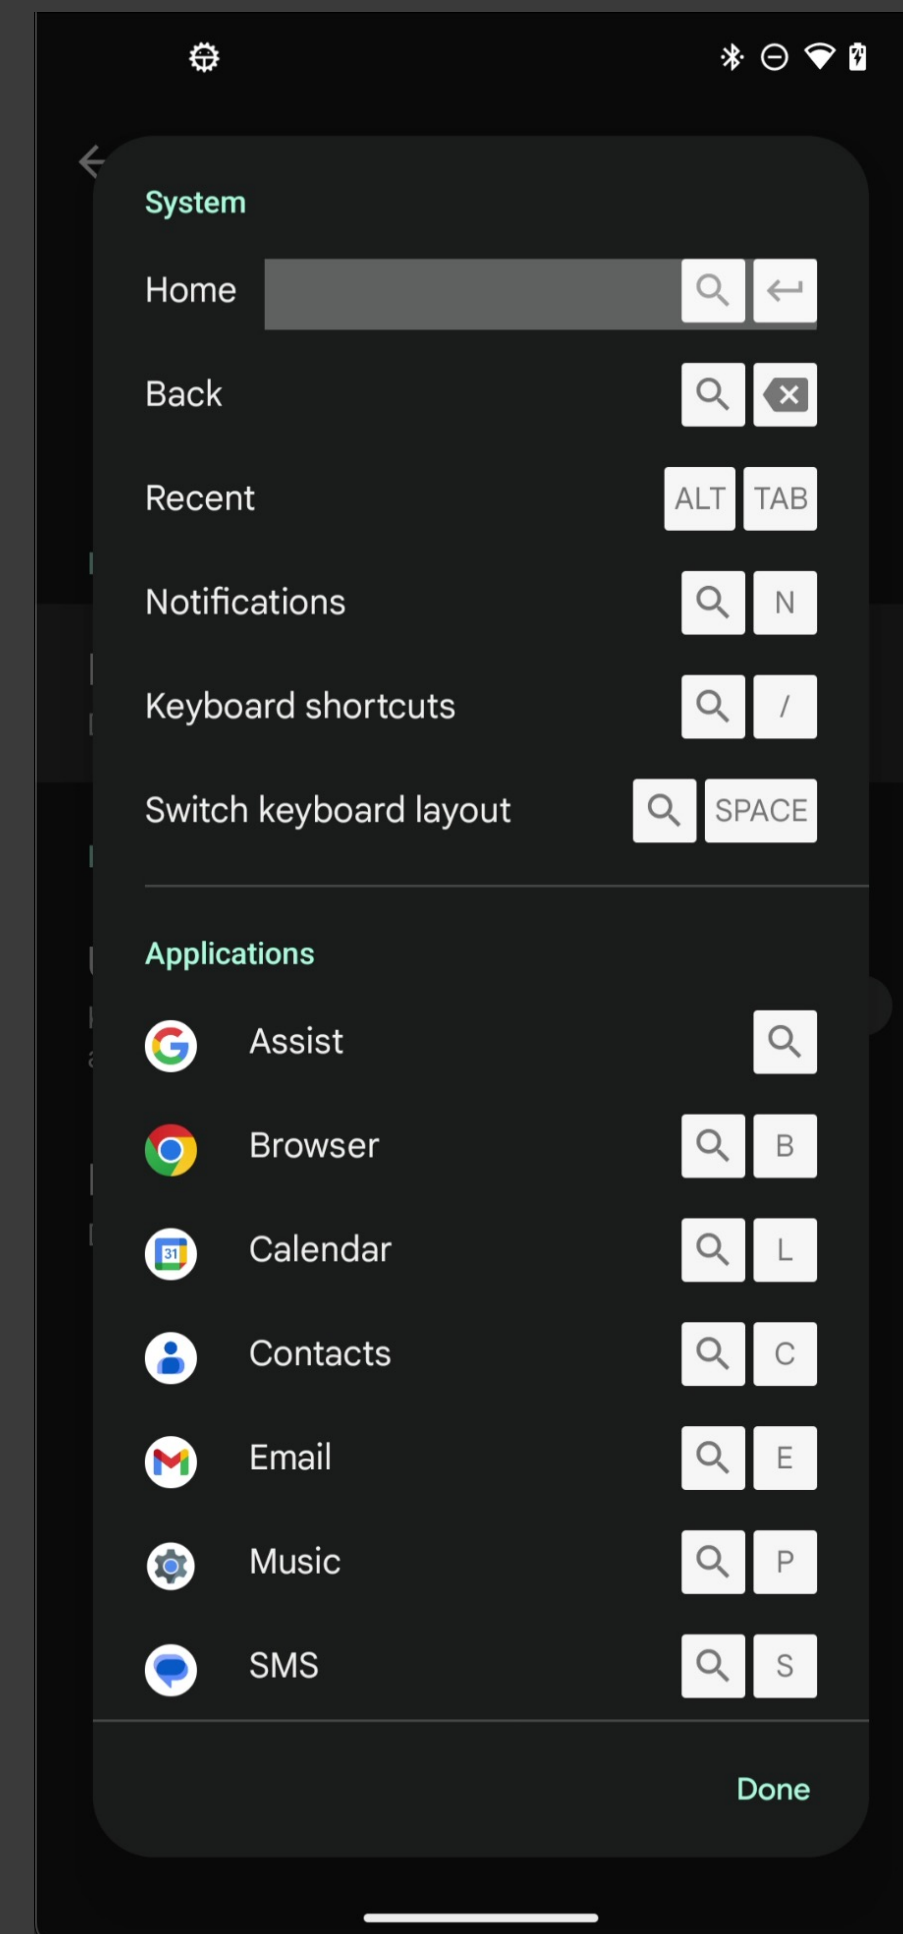 System
Home
Back
Recent ALT TAB
Notifications N
Keyboard shortcuts /
Switch keyboard layout SPACE
Applications
Assist
Browser B
31 Calendar L
Contacts C
Email E
Music P
SMS S
Done